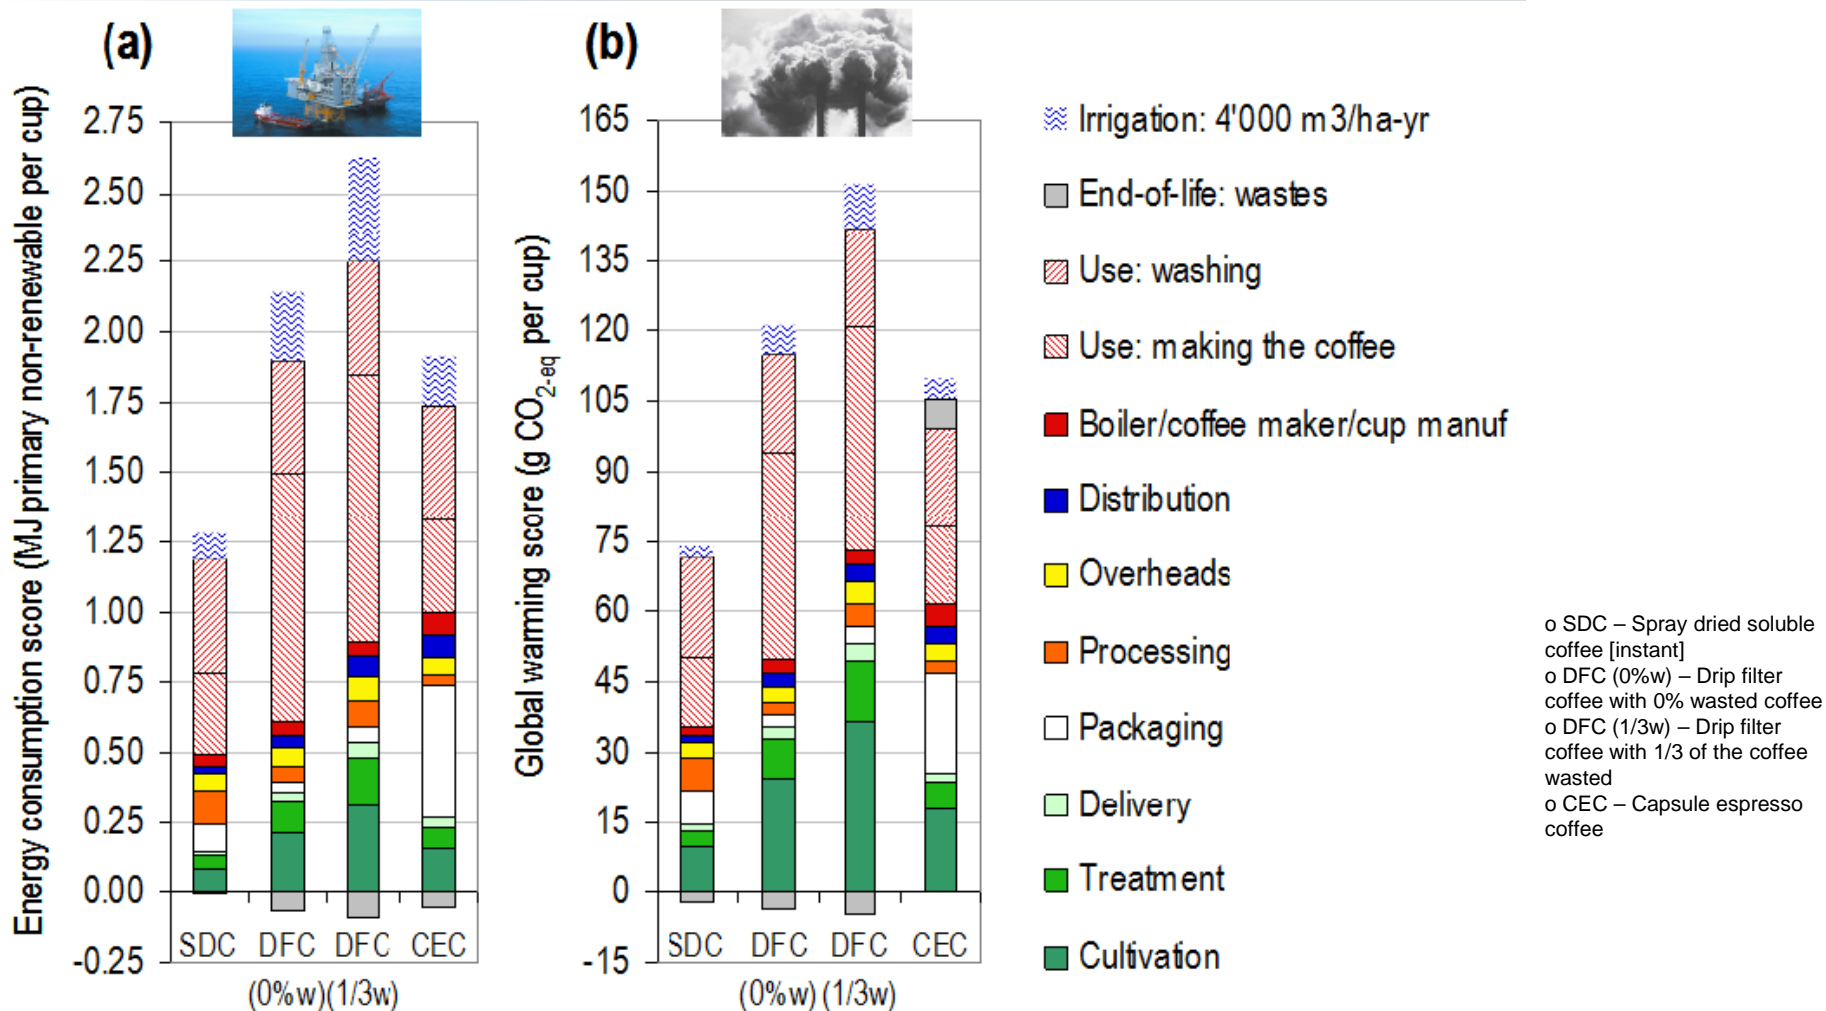 (a)
Energy consumption score (MJ primary non-renewable per cup)
2.75
2.50
2.25
2.00
1.75
1.50
1.25
1.00
0.75
0.50
0.25
0.00
-0.25
SDC DFC DFC CEC
(0%w)(1/3w)
(b)
Global warming score (g CO2-eq per cup)
165
150
135
120
105
90
75
60
45
30
15
0
-15
SDC DFC DFC CEC
(0%w) (1/3w)
Irrigation: 4'000 m3/ha-yr
End-of-life: wastes
Use: washing
Use: making the coffee
Boiler/coffee maker/cup manuf
Distribution
Overheads
Processing
Packaging
Delivery
Treatment
Cultivation
o SDC – Spray dried soluble
coffee [instant]
o DFC (0%w) – Drip filter
coffee with 0% wasted coffee
o DFC (1/3w) – Drip filter
coffee with 1/3 of the coffee
wasted
o CEC – Capsule espresso
coffee